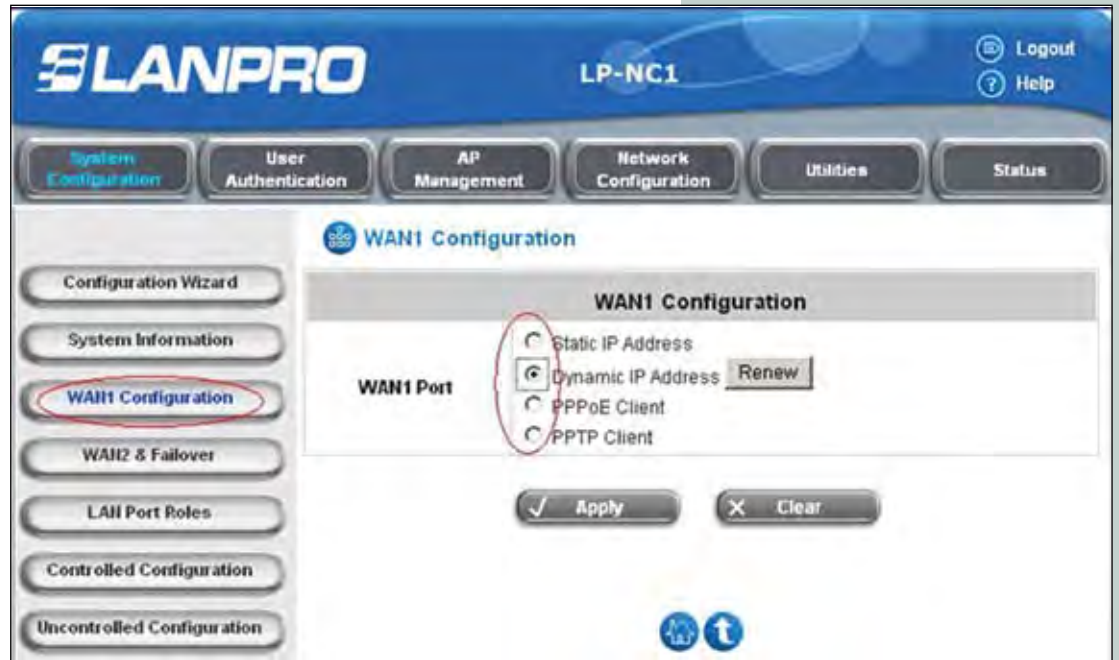 LANPRO
LP-NC1
Logout
Help
System Configuration
User Authentication
AP Management
Network Configuration
Utilities
Status
Configuration Wizard
System Information
WAN1 Configuration
WAN2 & Failover
LAN Port Roles
Controlled Configuration
Uncontrolled Configuration
WAN1 Configuration
WAN1 Configuration
WAN1 Port
Static IP Address
Dynamic IP Address Renew
PPPoE Client
PPTP Client
Apply
Clear